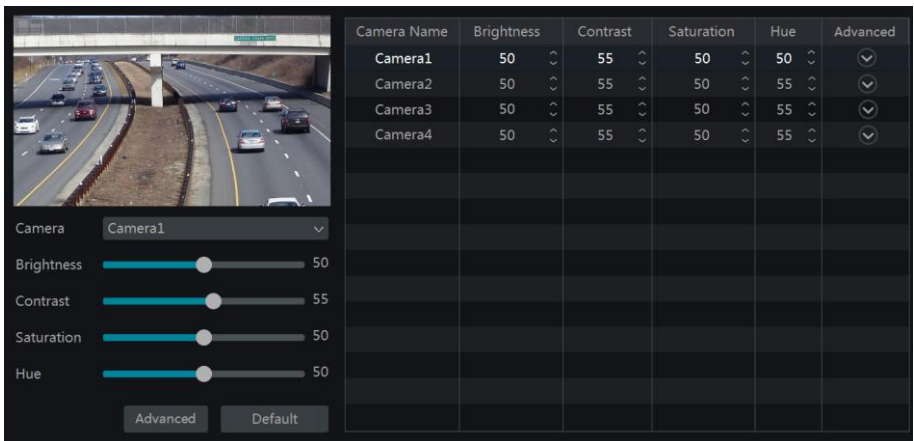 Camera Camera1
Brightness 50
Contrast 55
Saturation 50
Hue 50
Advanced Default
Camera Name Brightness Contrast Saturation Hue Advanced
Camera1 50 55 50 50
Camera2 50 55 50 55
Camera3 50 55 50 55
Camera4 50 55 50 55